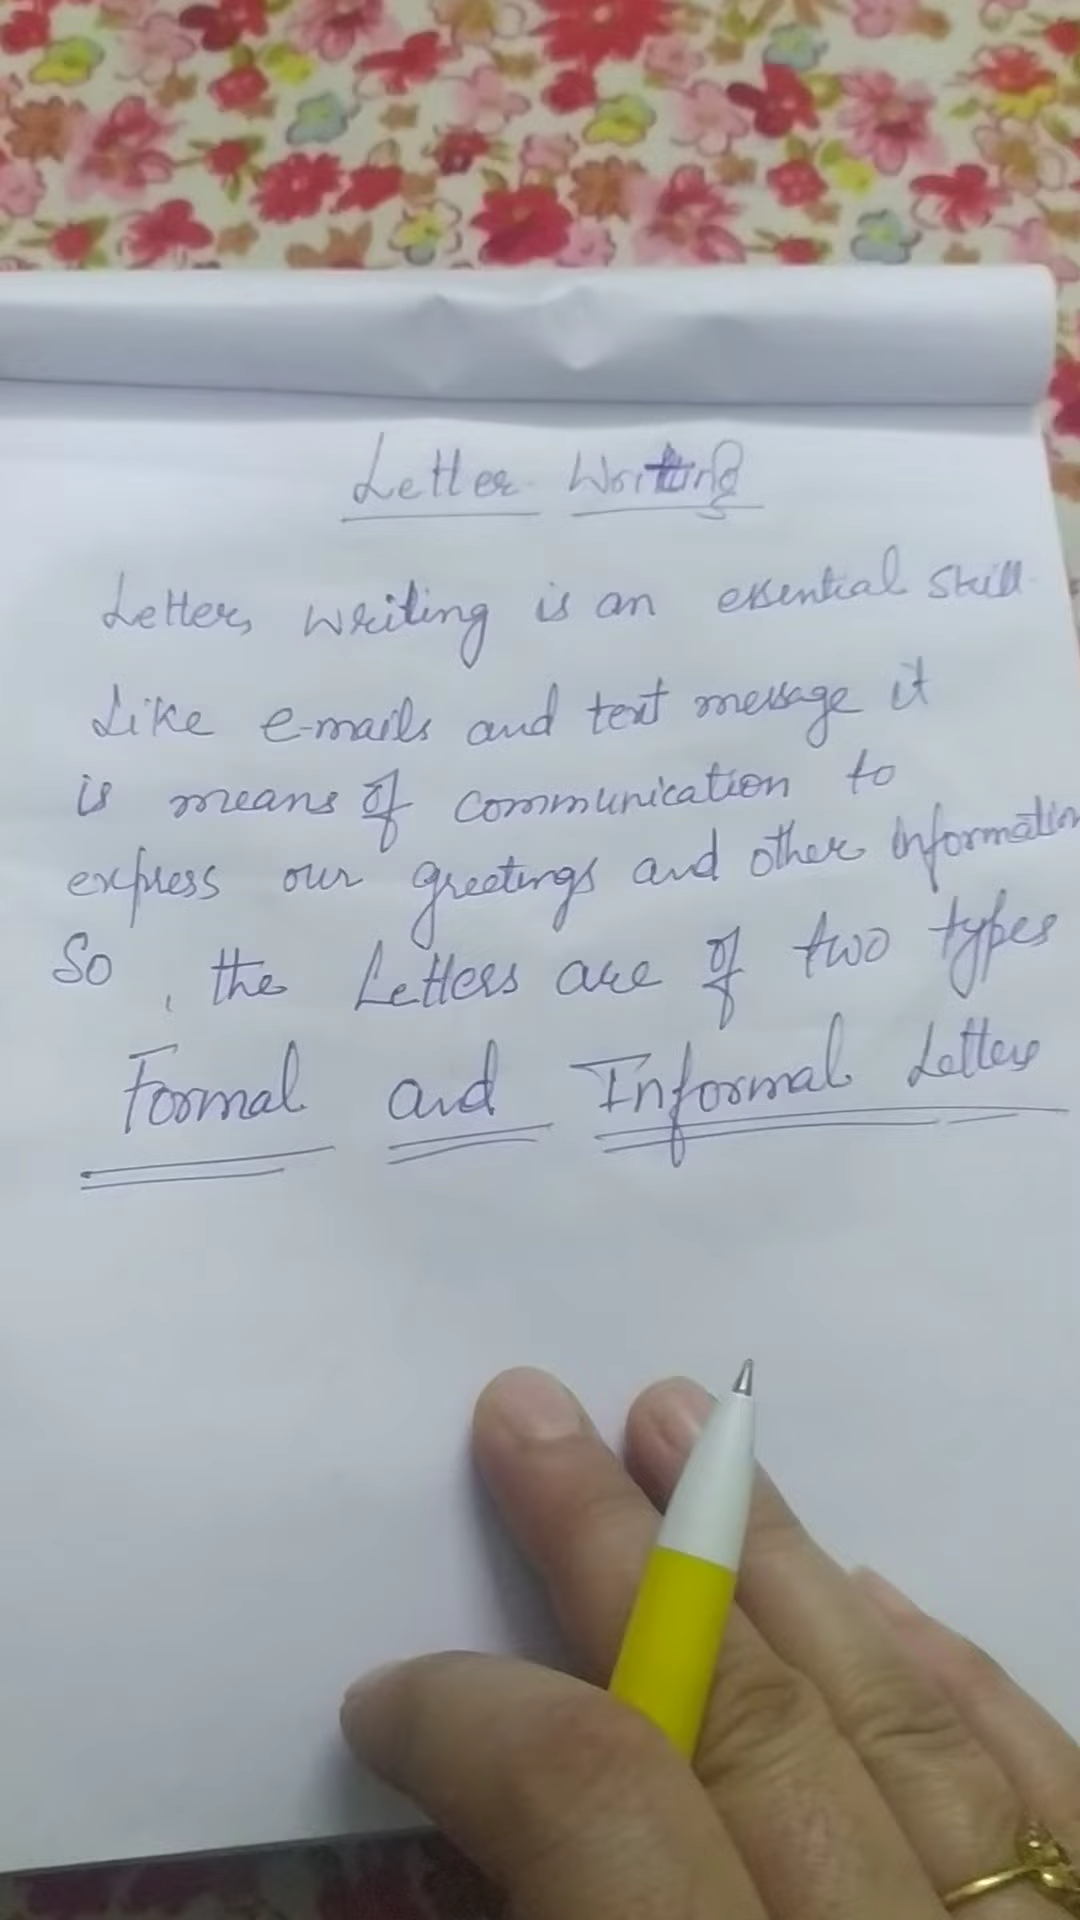 Letter Writing
Letter writing is an essential skill.
Like e-mails and text message it
is means of communication to
express our greetings and other information
So, the Letters are of two types
Formal and Informal Letters